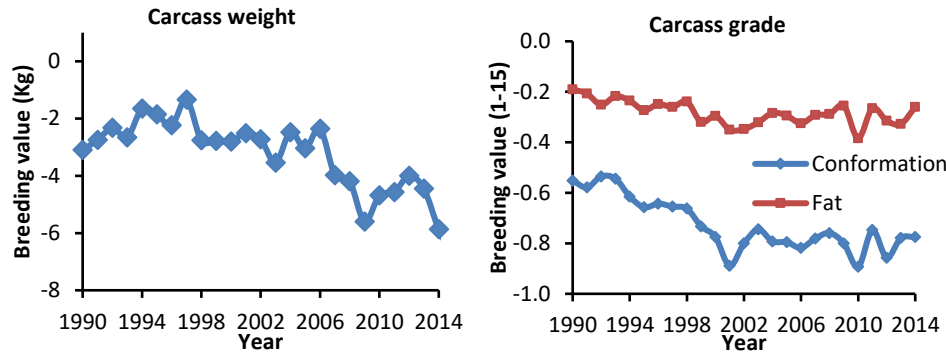 Carcass weight
Breeding value (Kg)
0
-2
-4
-6
-8
1990 1994 1998 2002 2006 2010 2014
Year
Carcass grade
Breeding value (1-15)
0.0
-0.2
-0.4
-0.6
-0.8
-1.0
Conformation
Fat
1990 1994 1998 2002 2006 2010 2014
Year